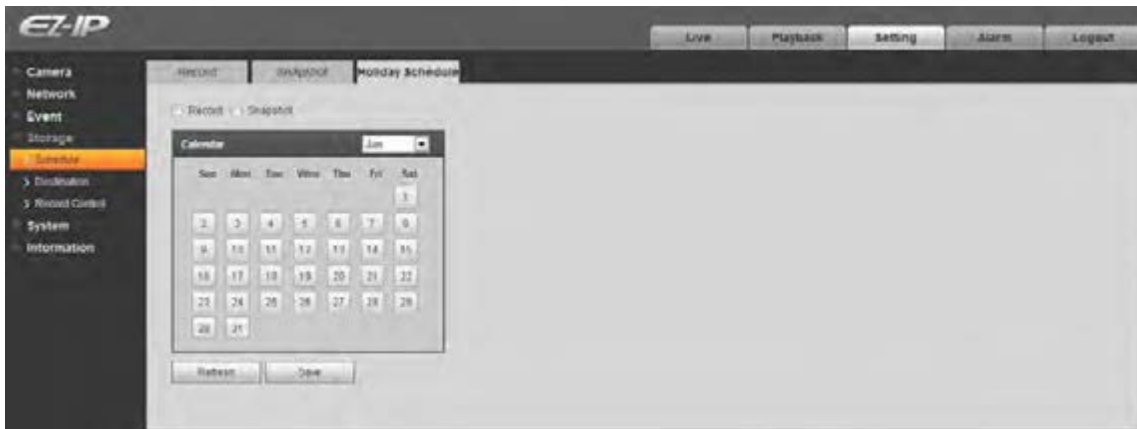 EZ-IP
Live Playback Setting Alarm Logout
Camera
Network
Event
Storage
Schedule
Destination
Record Control
System
Information
Record Snapshot Holiday Schedule
Record Snapshot
Calendar Jan
Sun Mon Tue Wed Thu Fri Sat
1
2 3 4 5 6 7 8
9 10 11 12 13 14 15
16 17 18 19 20 21 22
23 24 25 26 27 28 29
30 31
Refresh Save